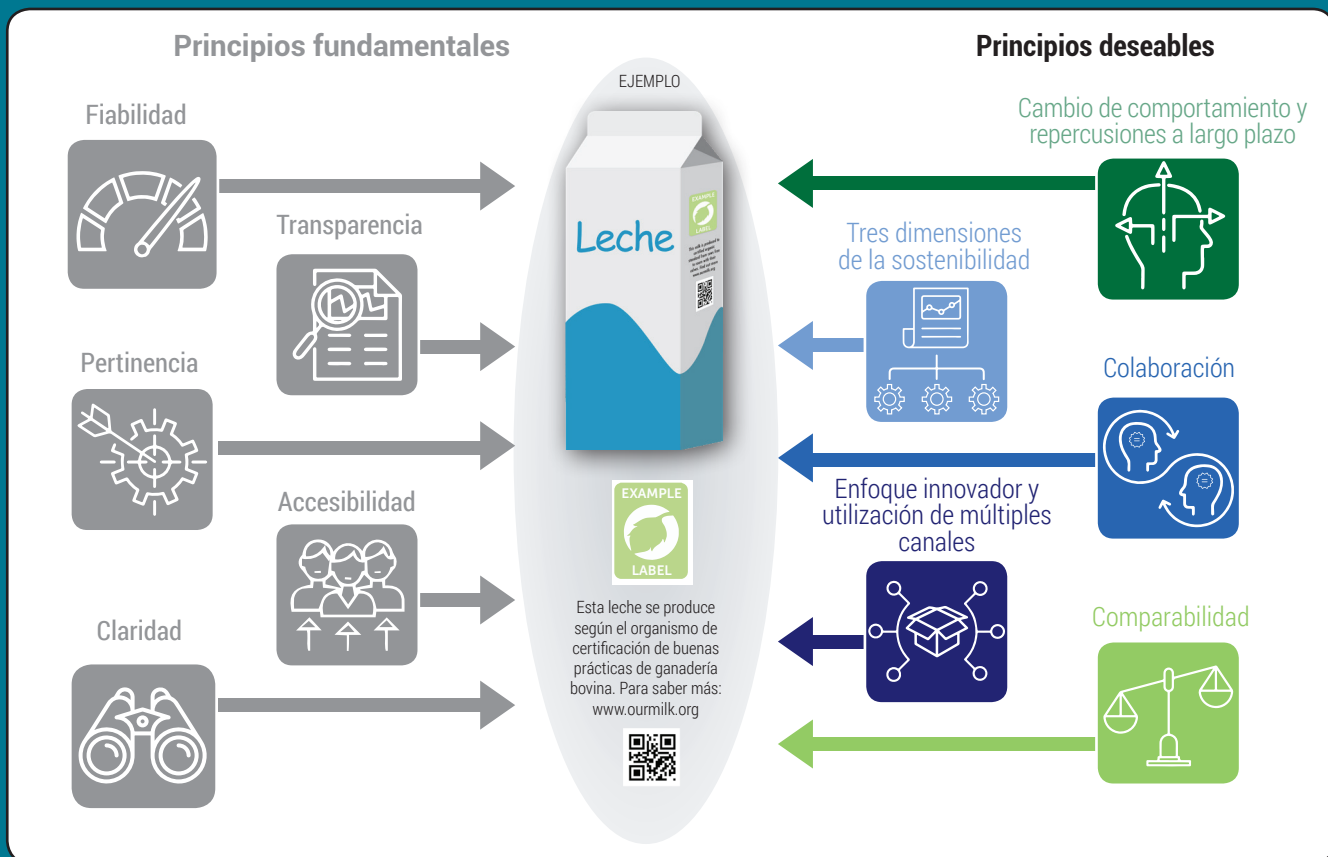 Principios fundamentales
Principios deseables
EJEMPLO
Fiabilidad
Transparencia
Pertinencia
Accesibilidad
Claridad
Leche
EXAMPLE
LABEL
EXAMPLE
LABEL
Esta leche se produce
según el organismo de
certificación de buenas
prácticas de ganadería
bovina. Para saber más:
www.ourmilk.org
Cambio de comportamiento y
repercusiones a largo plazo
Tres dimensiones
de la sostenibilidad
Colaboración
Enfoque innovador y
utilización de múltiples
canales
Comparabilidad